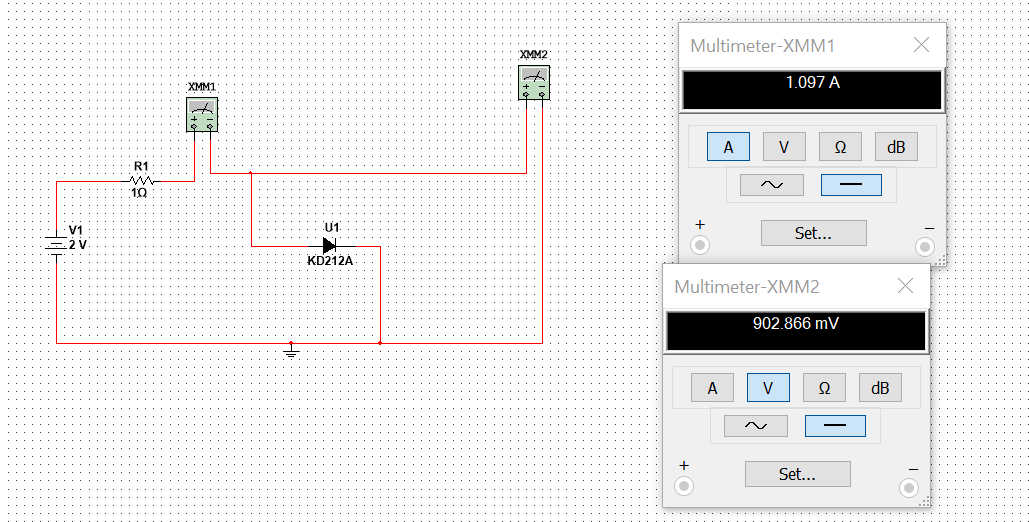 XMM1
R1
1Ω
V1
2 V
XMM2
U1
KD212A
Multimeter-XMM1
1.097 A
A V Ω dB
+ Set... −
Multimeter-XMM2
902.866 mV
A V Ω dB
+ Set... −